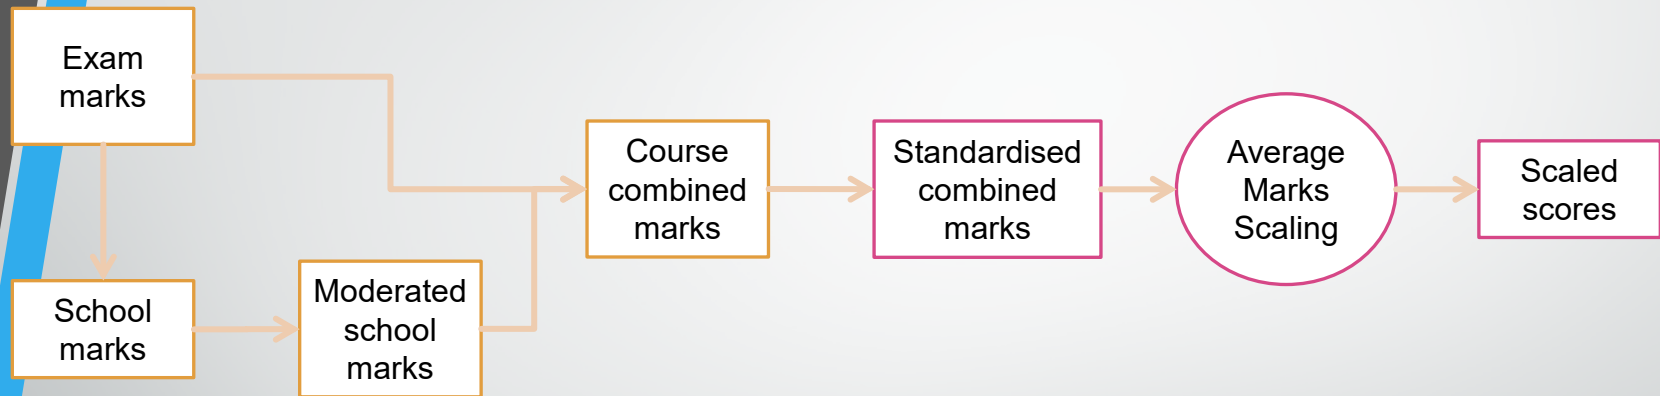 Exam
marks
School
marks
Moderated
school
marks
Course
combined
marks
Standardised
combined
marks
Average
Marks
Scaling
Scaled
scores